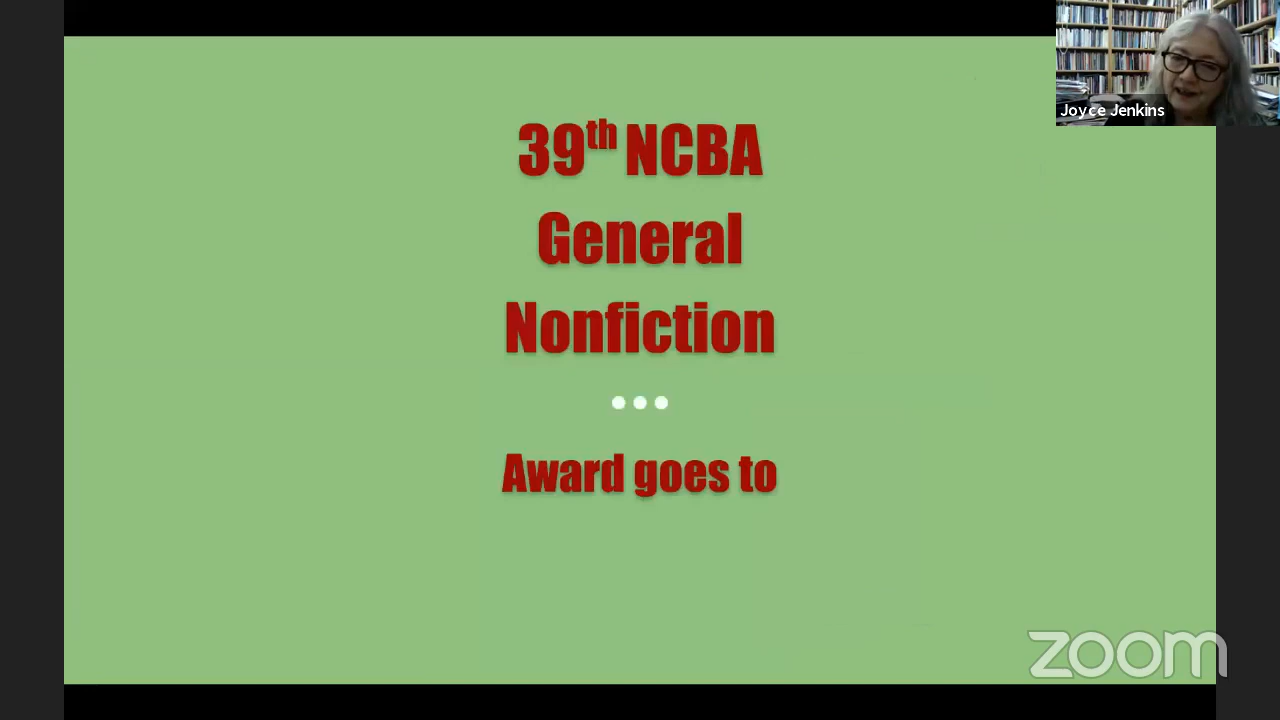 Joyce Jenkins
39th NCBA
General
Nonfiction
Award goes to
zoom